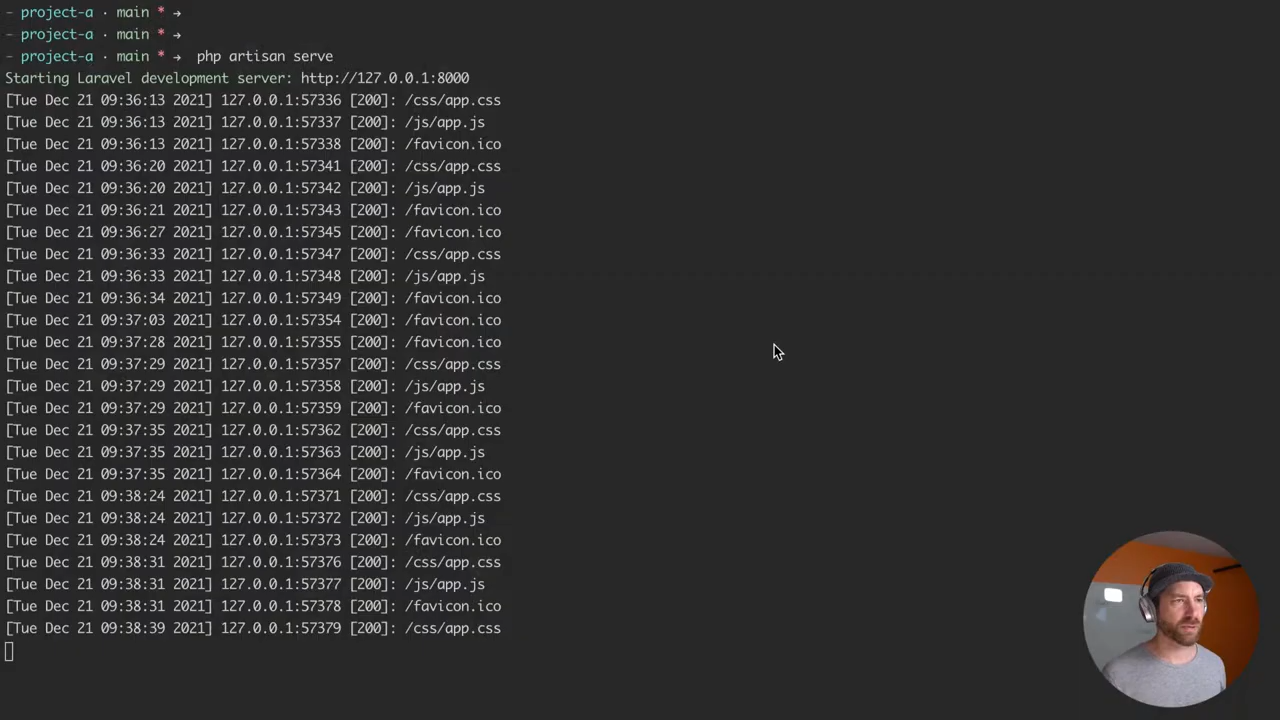 - project-a · main * →
- project-a · main * →
- project-a · main * → php artisan serve
Starting Laravel development server: http://127.0.0.1:8000
[Tue Dec 21 09:36:13 2021] 127.0.0.1:57336 [200]: /css/app.css
[Tue Dec 21 09:36:13 2021] 127.0.0.1:57337 [200]: /js/app.js
[Tue Dec 21 09:36:13 2021] 127.0.0.1:57338 [200]: /favicon.ico
[Tue Dec 21 09:36:20 2021] 127.0.0.1:57341 [200]: /css/app.css
[Tue Dec 21 09:36:20 2021] 127.0.0.1:57342 [200]: /js/app.js
[Tue Dec 21 09:36:21 2021] 127.0.0.1:57343 [200]: /favicon.ico
[Tue Dec 21 09:36:27 2021] 127.0.0.1:57345 [200]: /favicon.ico
[Tue Dec 21 09:36:33 2021] 127.0.0.1:57347 [200]: /css/app.css
[Tue Dec 21 09:36:33 2021] 127.0.0.1:57348 [200]: /js/app.js
[Tue Dec 21 09:36:34 2021] 127.0.0.1:57349 [200]: /favicon.ico
[Tue Dec 21 09:37:03 2021] 127.0.0.1:57354 [200]: /favicon.ico
[Tue Dec 21 09:37:28 2021] 127.0.0.1:57355 [200]: /favicon.ico
[Tue Dec 21 09:37:29 2021] 127.0.0.1:57357 [200]: /css/app.css
[Tue Dec 21 09:37:29 2021] 127.0.0.1:57358 [200]: /js/app.js
[Tue Dec 21 09:37:29 2021] 127.0.0.1:57359 [200]: /favicon.ico
[Tue Dec 21 09:37:35 2021] 127.0.0.1:57362 [200]: /css/app.css
[Tue Dec 21 09:37:35 2021] 127.0.0.1:57363 [200]: /js/app.js
[Tue Dec 21 09:37:35 2021] 127.0.0.1:57364 [200]: /favicon.ico
[Tue Dec 21 09:38:24 2021] 127.0.0.1:57371 [200]: /css/app.css
[Tue Dec 21 09:38:24 2021] 127.0.0.1:57372 [200]: /js/app.js
[Tue Dec 21 09:38:24 2021] 127.0.0.1:57373 [200]: /favicon.ico
[Tue Dec 21 09:38:31 2021] 127.0.0.1:57376 [200]: /css/app.css
[Tue Dec 21 09:38:31 2021] 127.0.0.1:57377 [200]: /js/app.js
[Tue Dec 21 09:38:31 2021] 127.0.0.1:57378 [200]: /favicon.ico
[Tue Dec 21 09:38:39 2021] 127.0.0.1:57379 [200]: /css/app.css